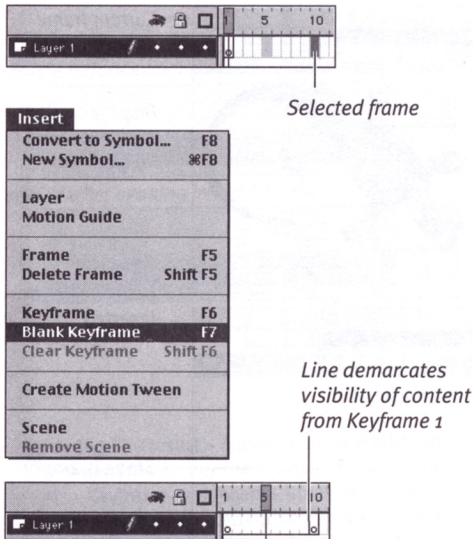 1 5 10
Layer 1
Selected frame
Insert
Convert to Symbol... F8
New Symbol... ⌘F8
Layer
Motion Guide
Frame F5
Delete Frame Shift F5
Keyframe F6
Blank Keyframe F7
Clear Keyframe Shift F6
Create Motion Tween
Scene
Remove Scene
Line demarcates
visibility of content
from Keyframe 1
1 5 10
Layer 1